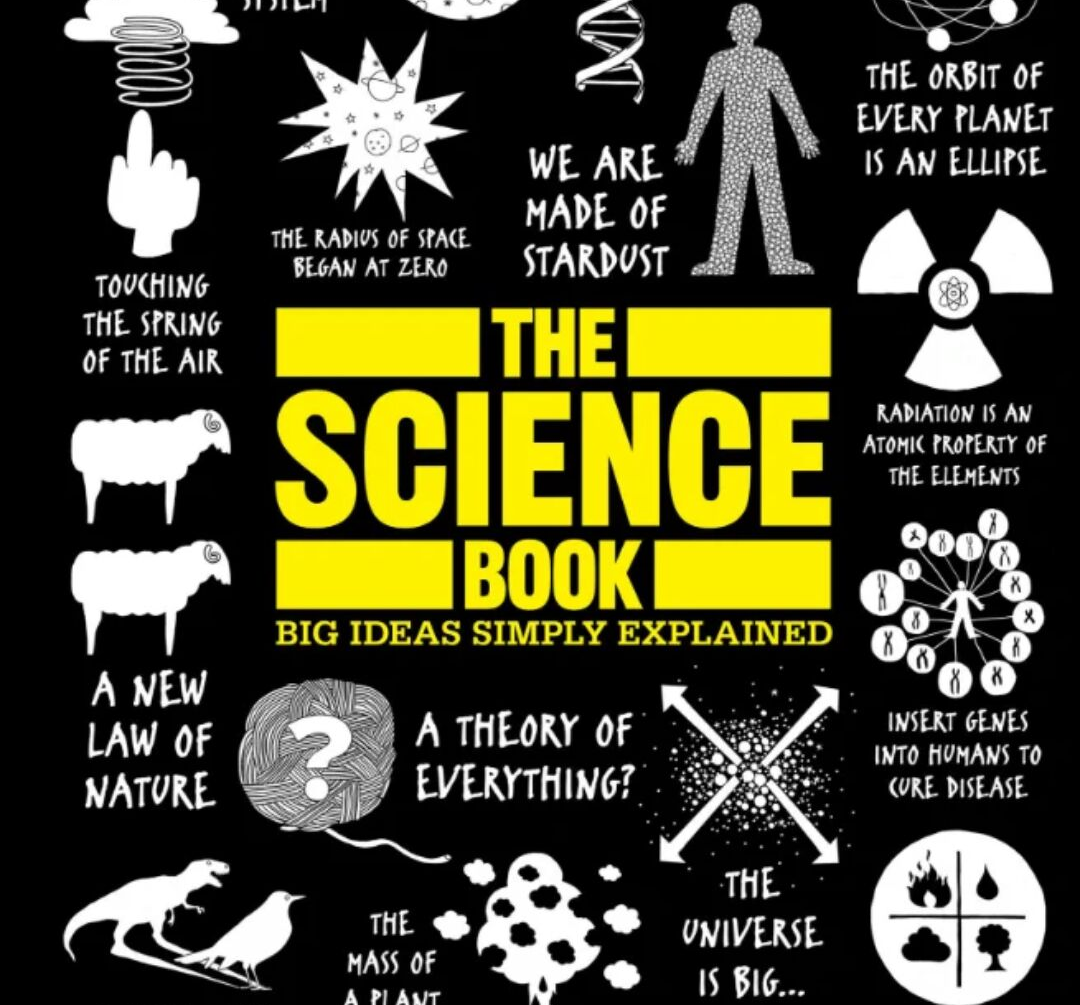 SYSTEM
THE ORBIT OF
EVERY PLANET
IS AN ELLIPSE
WE ARE
MADE OF
STARDUST
THE RADIUS OF SPACE
BEGAN AT ZERO
TOUCHING
THE SPRING
OF THE AIR
THE
SCIENCE
BOOK
BIG IDEAS SIMPLY EXPLAINED
RADIATION IS AN
ATOMIC PROPERTY OF
THE ELEMENTS
A NEW
LAW OF
NATURE
?
A THEORY OF
EVERYTHING?
INSERT GENES
INTO HUMANS TO
CURE DISEASE
THE
MASS OF
A PLANT
THE
UNIVERSE
IS BIG...